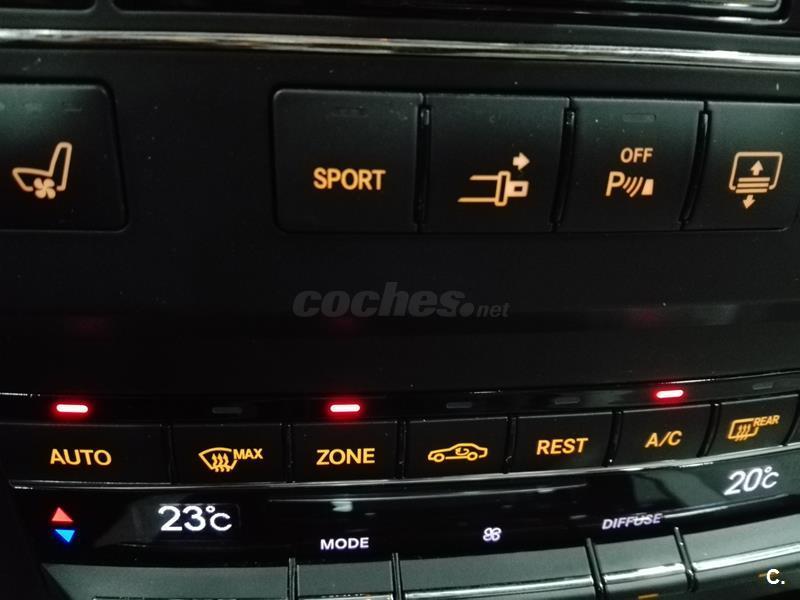 SPORT
OFF
P
coches.net
AUTO
MAX
ZONE
REST
A/C
REAR
23°C
20°C
MODE
DIFFUSE
C.